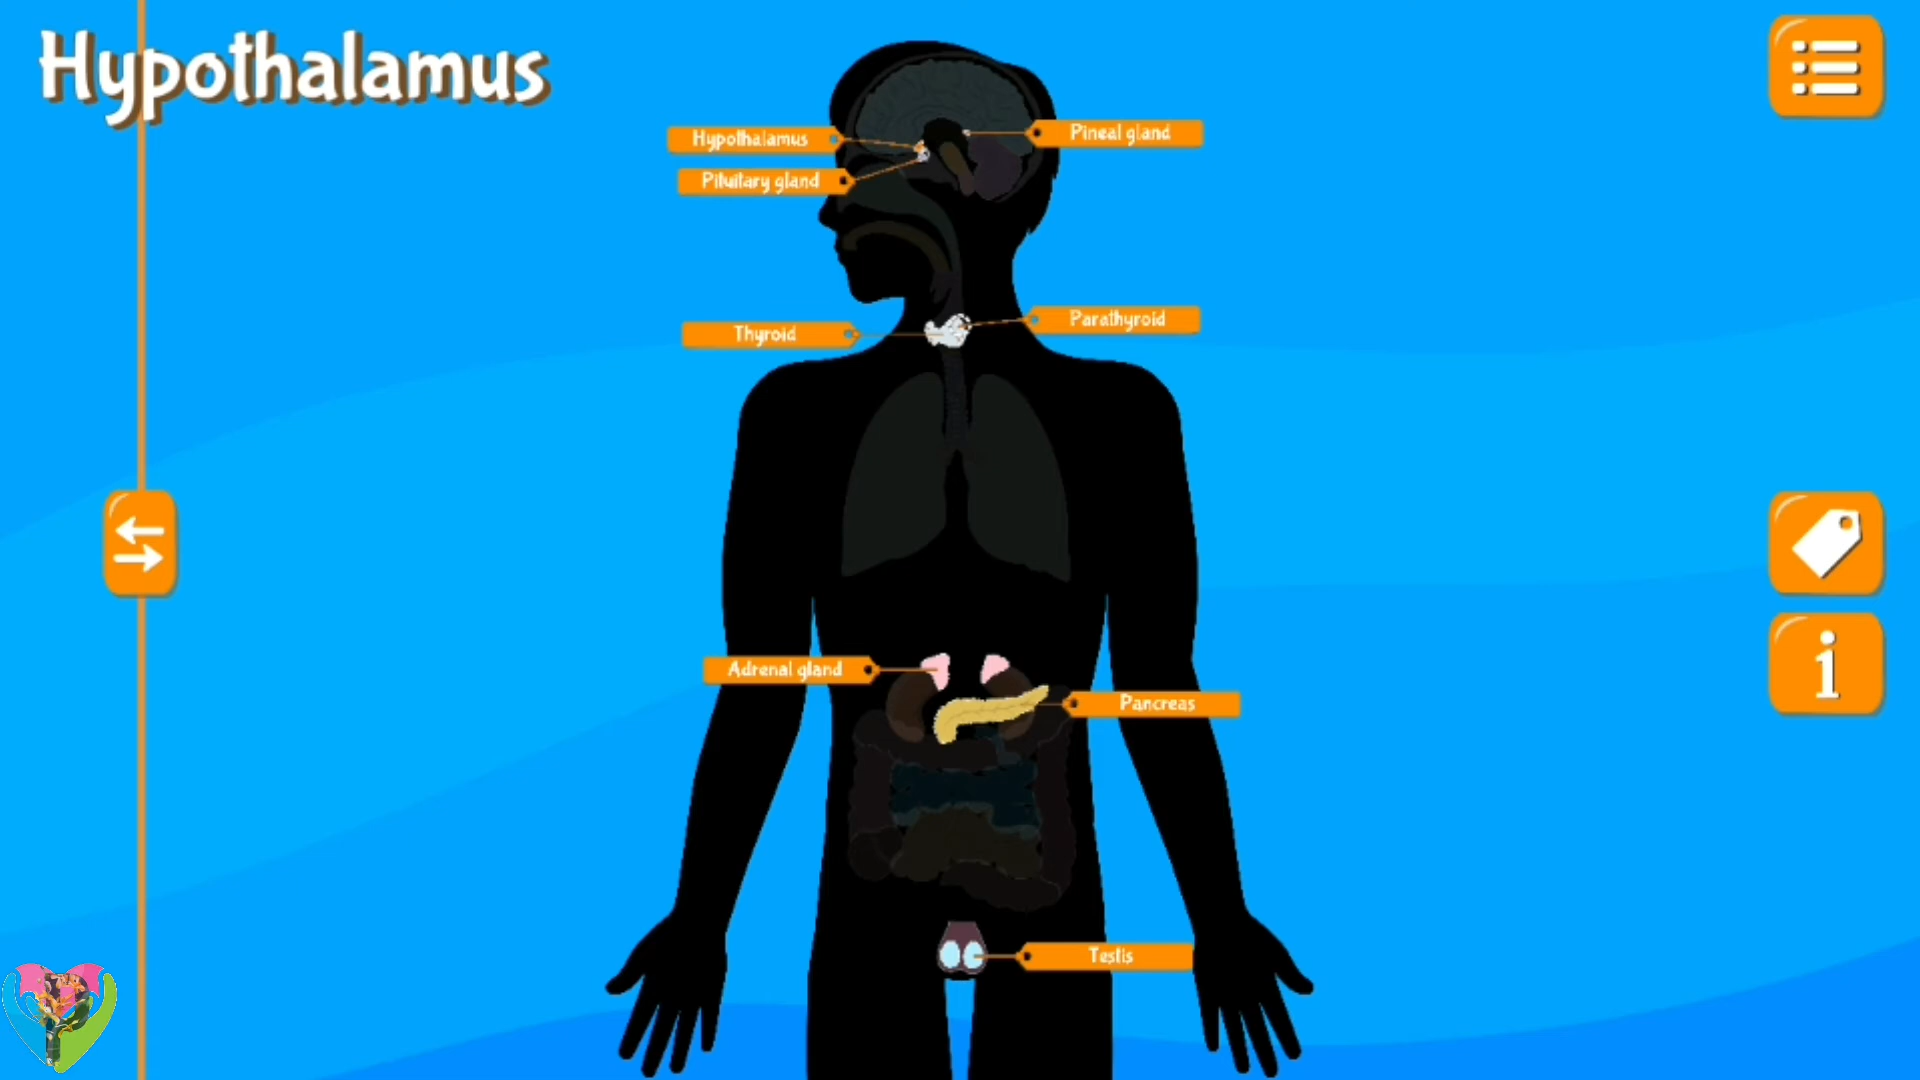 Hypothalamus
Hypothalamus
Pineal gland
Pituitary gland
Thyroid
Parathyroid
Adrenal gland
Pancreas
Testis